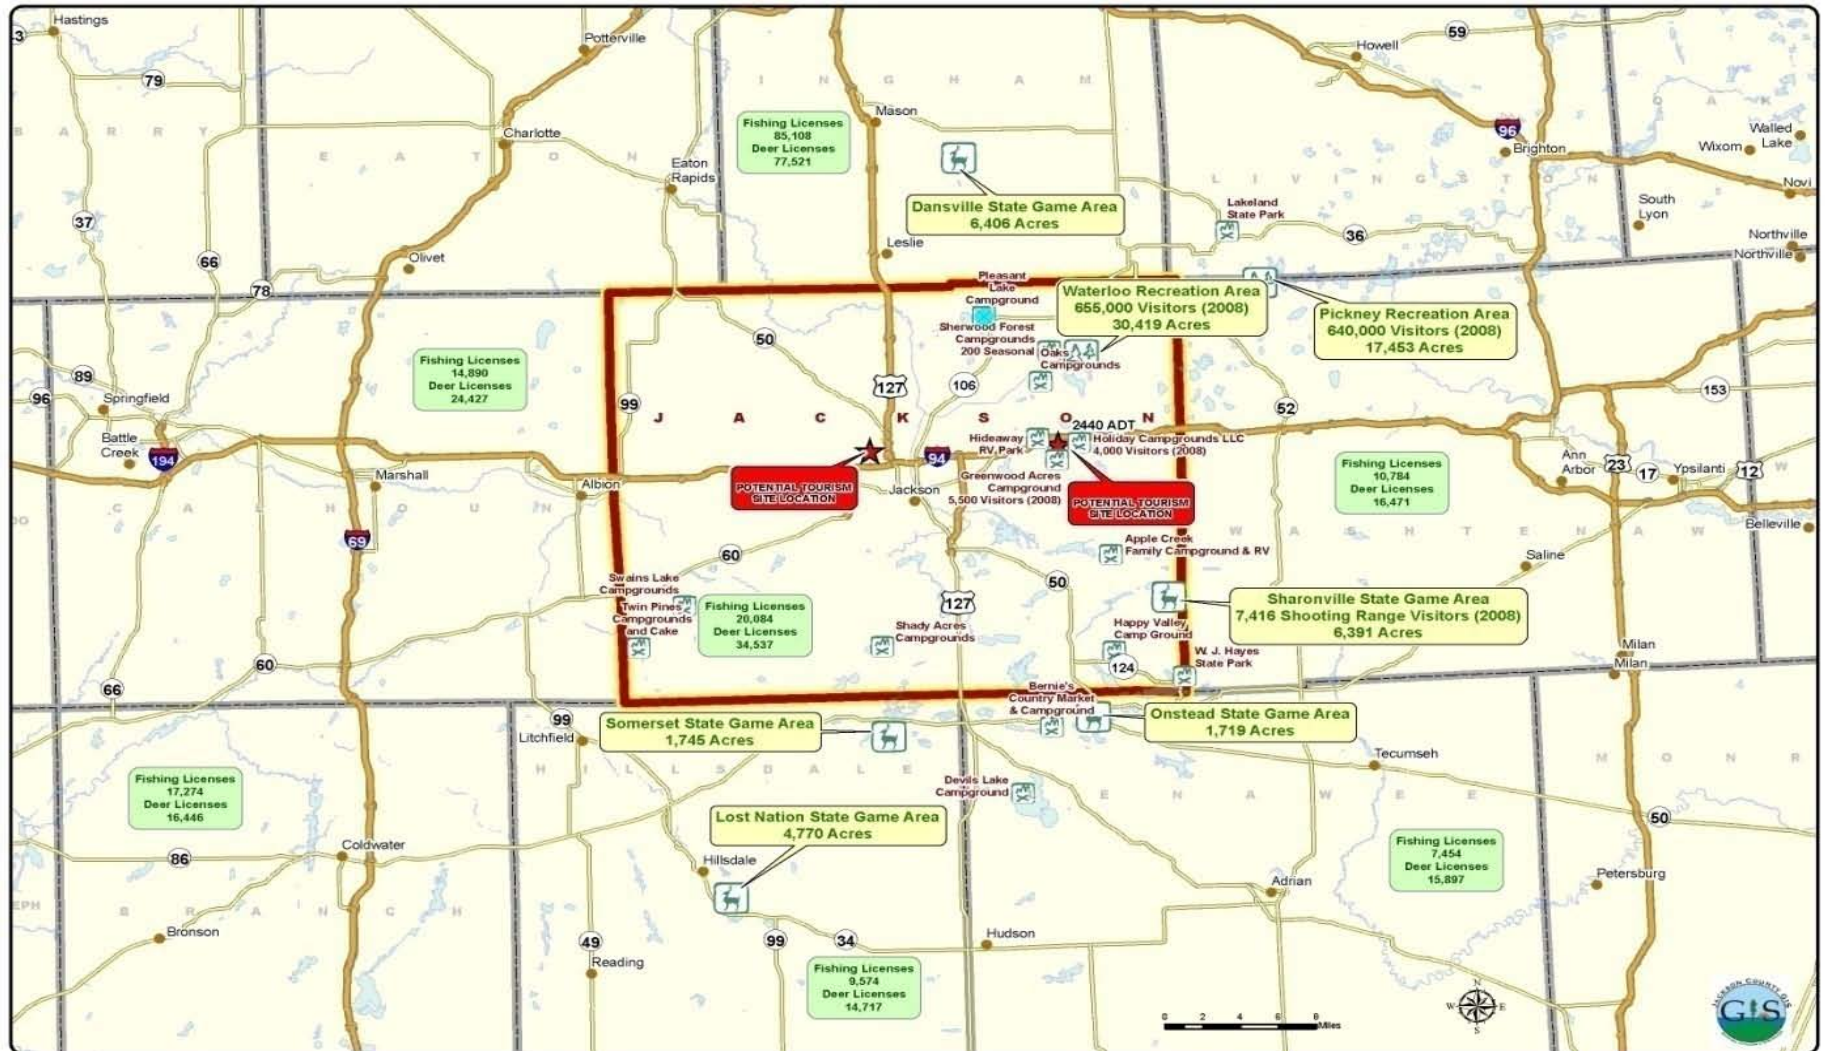 Hastings
Potterville
Howell
59
3
79
I N G H A M
Mason
96
O A K
Walled
Lake
Wixom
Brighton
B A R R Y
Charlotte
E A T O N
Fishing Licenses
85,108
Deer Licenses
77,521
Eaton
Rapids
L I V I N G S T O N
Novi
Dansville State Game Area
6,406 Acres
Lakeland
State Park
South
Lyon
37
36
Northville
Northville
Leslie
66
Olivet
78
Pleasant
Lake
Campground
Waterloo Recreation Area
655,000 Visitors (2008)
30,419 Acres
Pickney Recreation Area
640,000 Visitors (2008)
17,453 Acres
Sherwood Forest
Campgrounds
200 Seasonal
Oaks
Campgrounds
50
Fishing Licenses
14,890
Deer Licenses
24,427
89
96
Springfield
127
106
153
99
52
J A C K S O N
2440 ADT
Battle
Creek
194
Hideaway
RV Park
Holiday Campgrounds LLC
4,000 Visitors (2008)
94
Marshall
Albion
POTENTIAL TOURISM
SITE LOCATION
Jackson
Greenwood Acres
Campground
5,500 Visitors (2008)
POTENTIAL TOURISM
SITE LOCATION
Fishing Licenses
10,784
Deer Licenses
16,471
Ann
Arbor
23
17
Ypsilanti
12
W
OO
C A L H O U N
W A S H T E N A W
Belleville
69
60
Apple Creek
Family Campground & RV
Saline
50
Swains Lake
Campgrounds
Twin Pines
Campgrounds
and Cake
Fishing Licenses
20,084
Deer Licenses
34,537
127
Shady Acres
Campgrounds
Sharonville State Game Area
7,416 Shooting Range Visitors (2008)
6,391 Acres
Happy Valley
Camp Ground
124
W. J. Hayes
State Park
Milan
Milan
60
66
Bernie's
Country Market
& Campground
99
Litchfield
Somerset State Game Area
1,745 Acres
Onstead State Game Area
1,719 Acres
Tecumseh
H I L L S D A L E
M O N R
Fishing Licenses
17,274
Deer Licenses
16,446
Devils Lake
Campground
E N A W E E
Lost Nation State Game Area
4,770 Acres
50
Coldwater
86
Hillsdale
Fishing Licenses
7,454
Deer Licenses
15,897
Petersburg
Adrian
EPH
B R A N C H
Bronson
49
99
34
Hudson
Reading
Fishing Licenses
9,574
Deer Licenses
14,717
N
W E
S
0 2 4 6 8
Miles
JACKSON COUNTY GIS
GIS